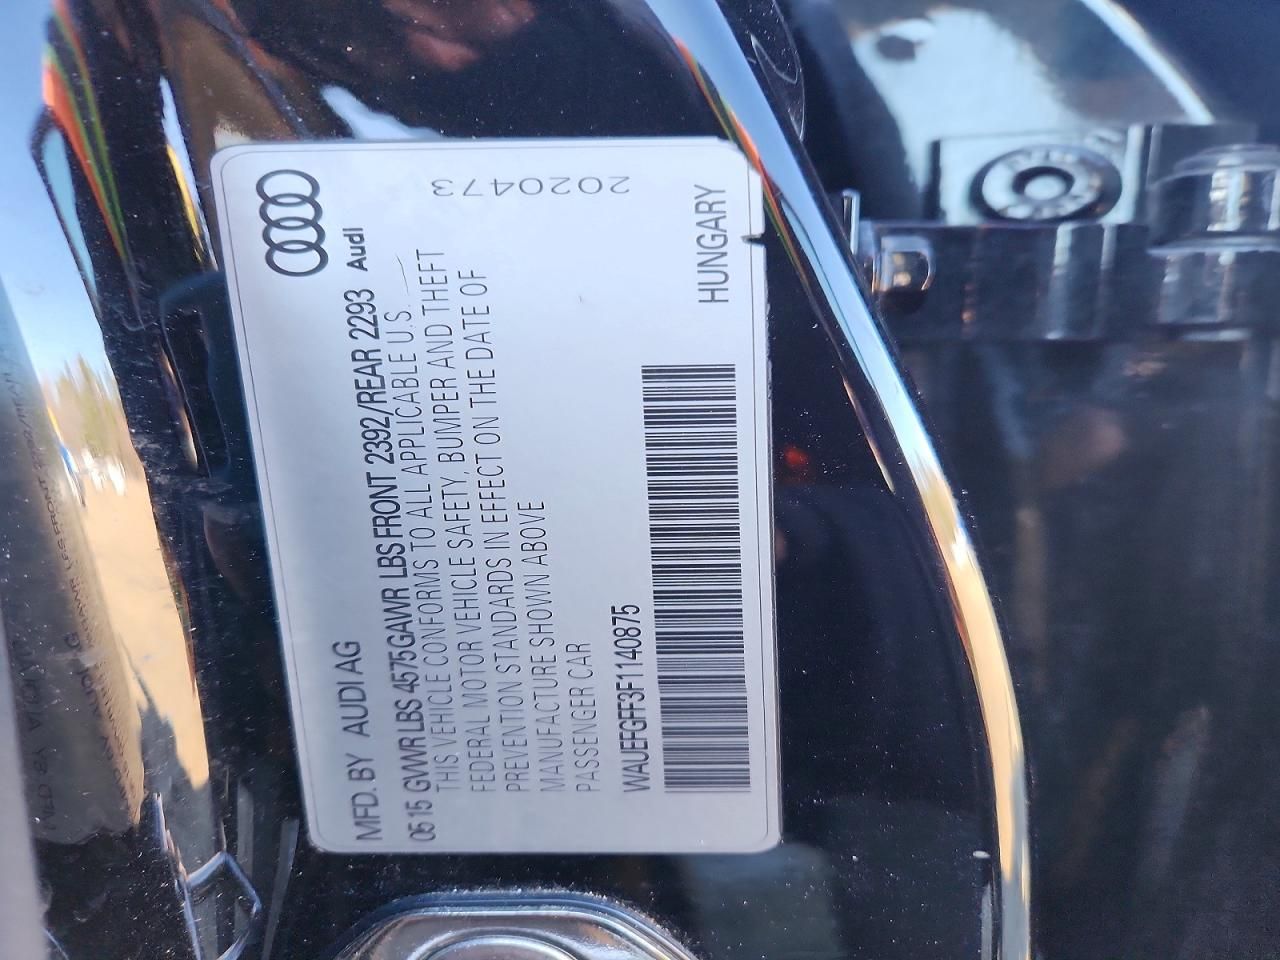 MFD. BY AUDI AG
05 15 GVWR LBS 4575 GAWR LBS FRONT 2392/REAR 2293 Audi
THIS VEHICLE CONFORMS TO ALL APPLICABLE U.S.
FEDERAL MOTOR VEHICLE SAFETY, BUMPER AND THEFT
PREVENTION STANDARDS IN EFFECT ON THE DATE OF
MANUFACTURE SHOWN ABOVE
PASSENGER CAR
2020473
WAUEFGFF3F1140875
HUNGARY